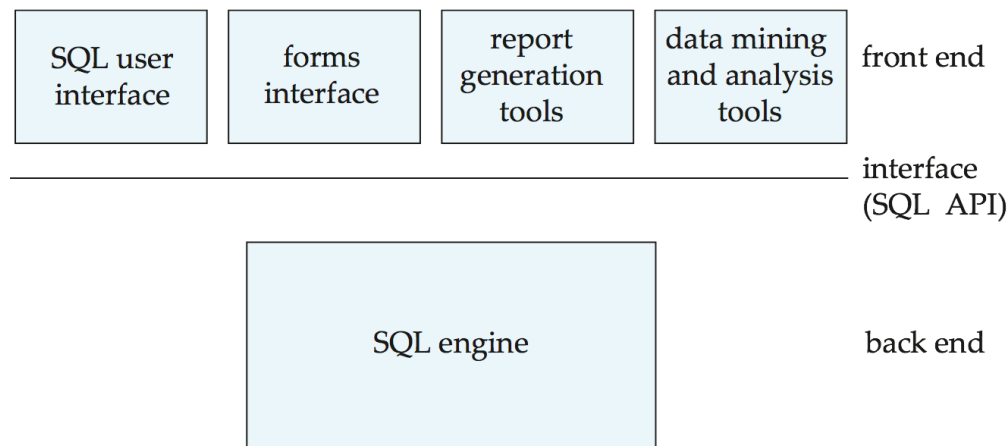 SQL user
interface
forms
interface
report
generation
tools
data mining
and analysis
tools
front end
interface
(SQL API)
SQL engine
back end